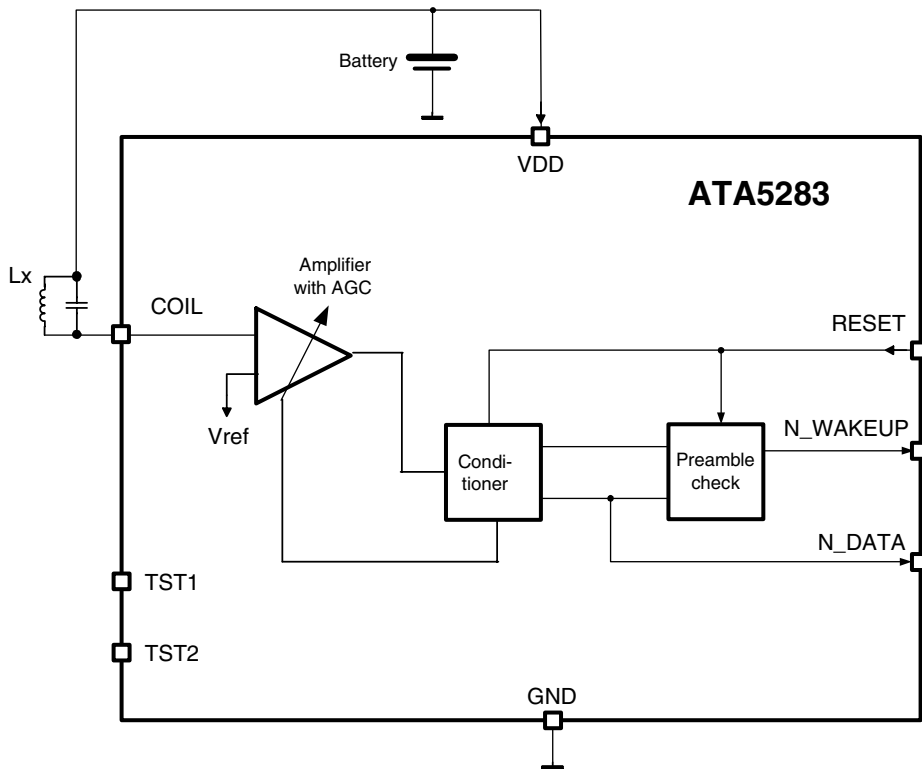 Battery
VDD
ATA5283
Lx
Amplifier
with AGC
COIL
RESET
Vref
N_WAKEUP
Condi-
tioner
Preamble
check
N_DATA
TST1
TST2
GND